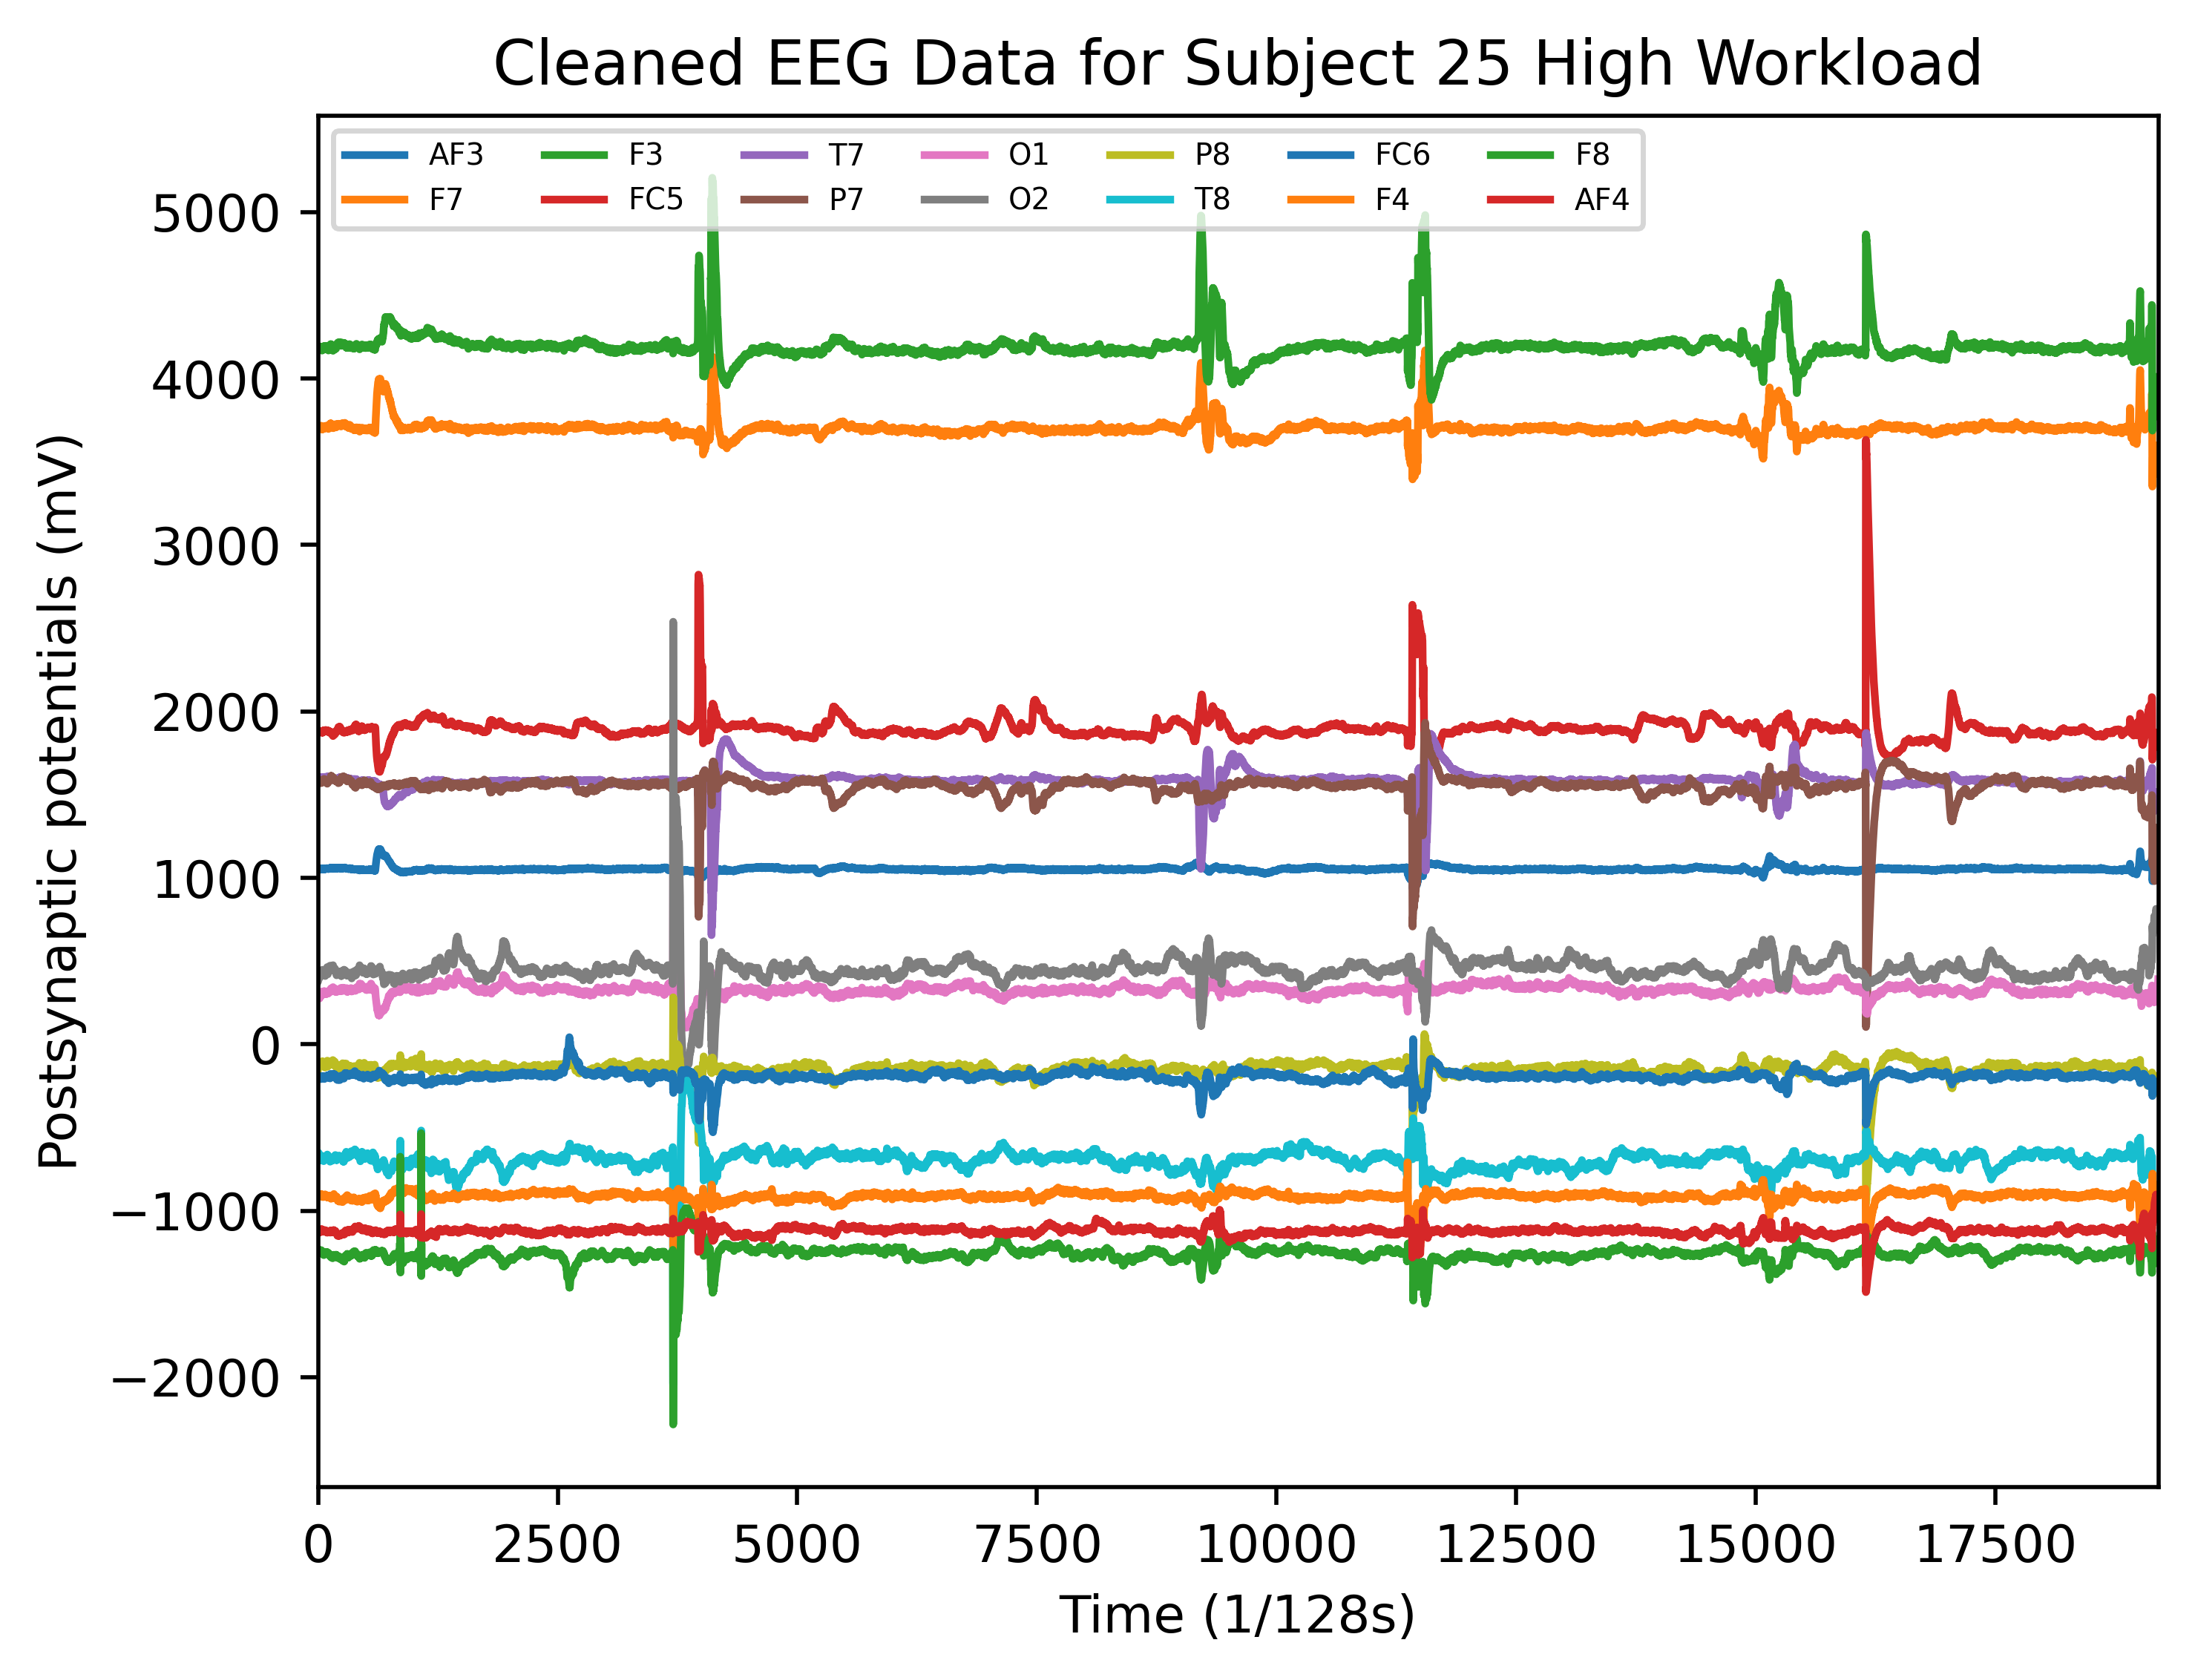 Cleaned EEG Data for Subject 25 High Workload
AF3 F3 T7 O1 P8 FC6 F8
F7 FC5 P7 O2 T8 F4 AF4
5000
4000
3000
2000
1000
0
−1000
−2000
Postsynaptic potentials (mV)
0 2500 5000 7500 10000 12500 15000 17500
Time (1/128s)